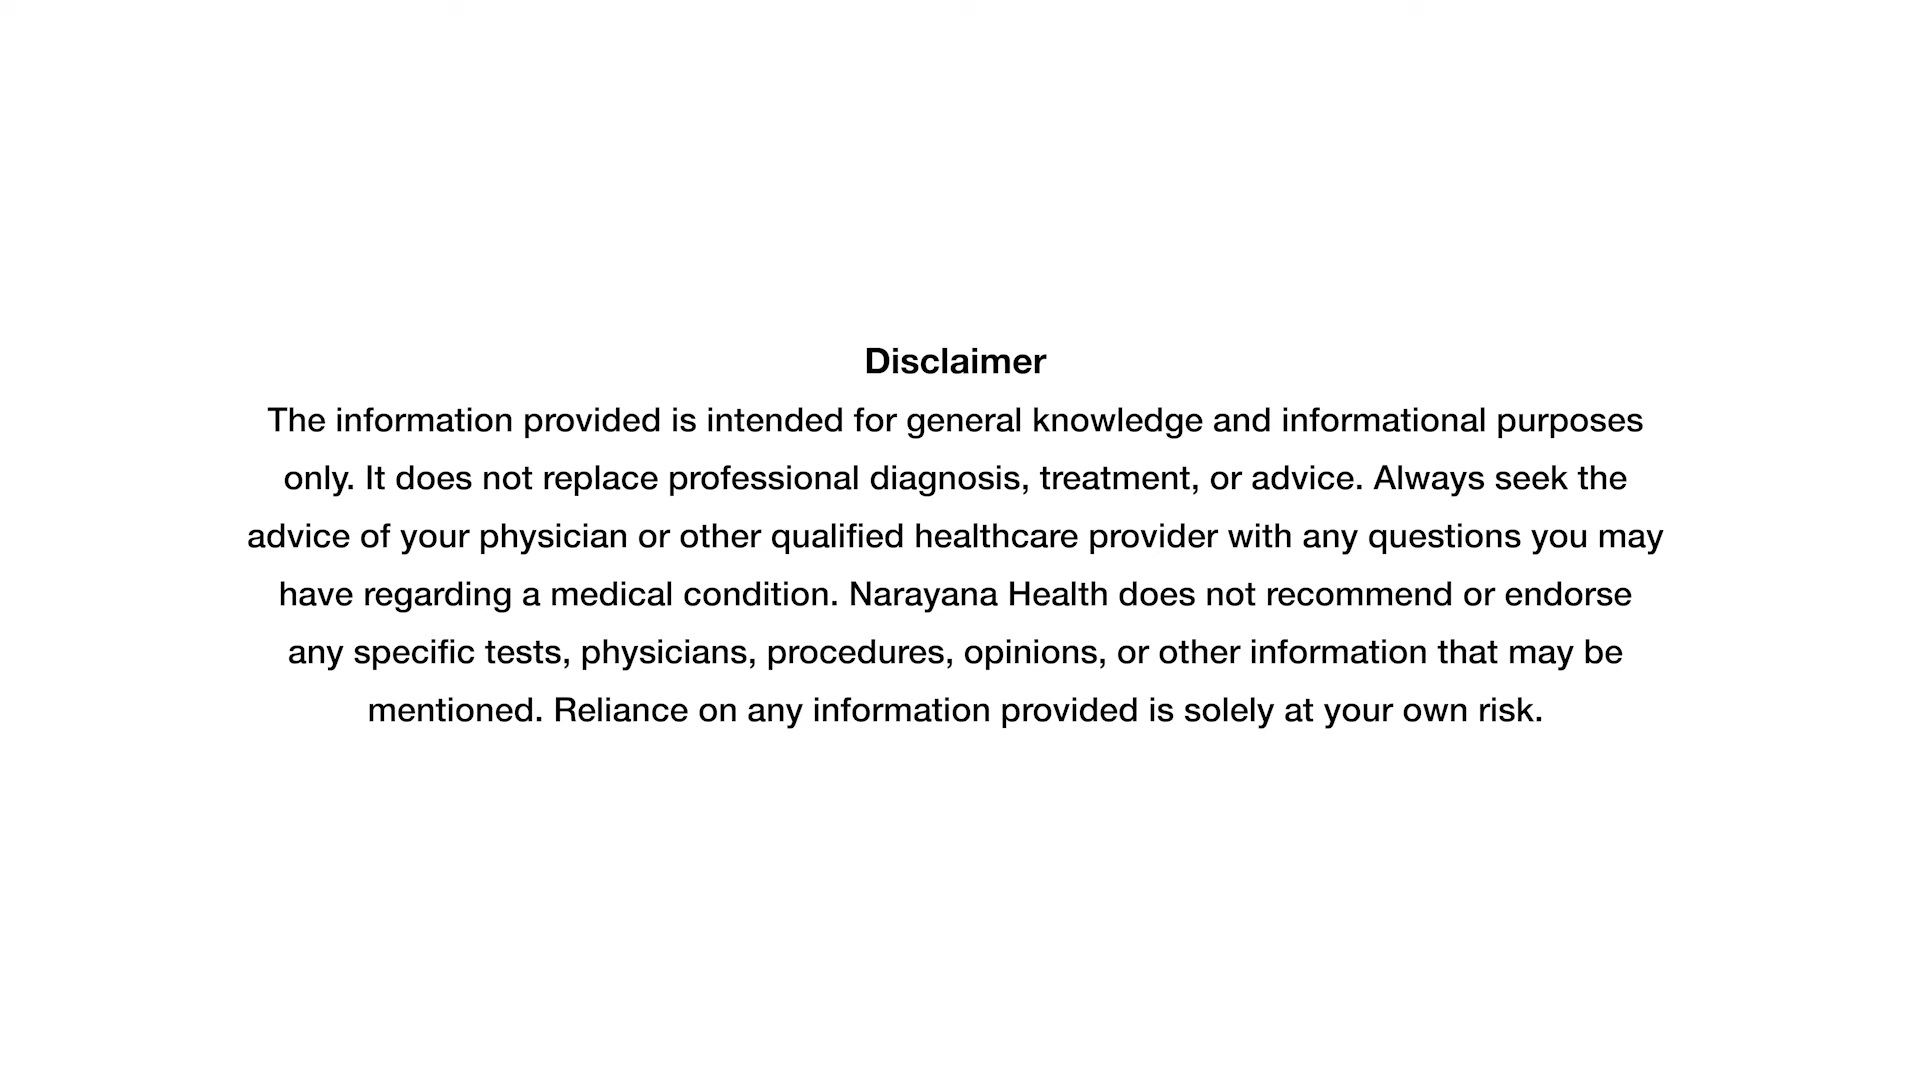 Disclaimer
The information provided is intended for general knowledge and informational purposes
only. It does not replace professional diagnosis, treatment, or advice. Always seek the
advice of your physician or other qualified healthcare provider with any questions you may
have regarding a medical condition. Narayana Health does not recommend or endorse
any specific tests, physicians, procedures, opinions, or other information that may be
mentioned. Reliance on any information provided is solely at your own risk.